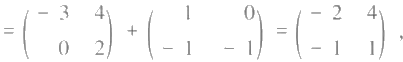 = ( - 3 4 ) + ( 1 0 ) = ( - 2 4 ) ,
( 0 2 ) ( - 1 - 1 ) ( - 1 1 )